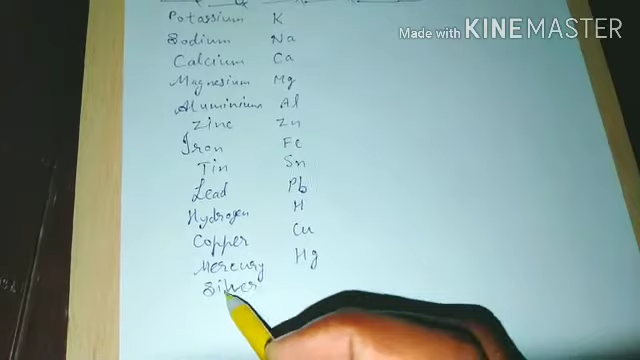 Made with KINEMASTER
Potassium K
Sodium Na
Calcium Ca
Magnesium Mg
Aluminium Al
Zinc Zn
Iron Fe
Tin Sn
Lead Pb
Hydrogen H
Copper Cu
Mercury Hg
Silver